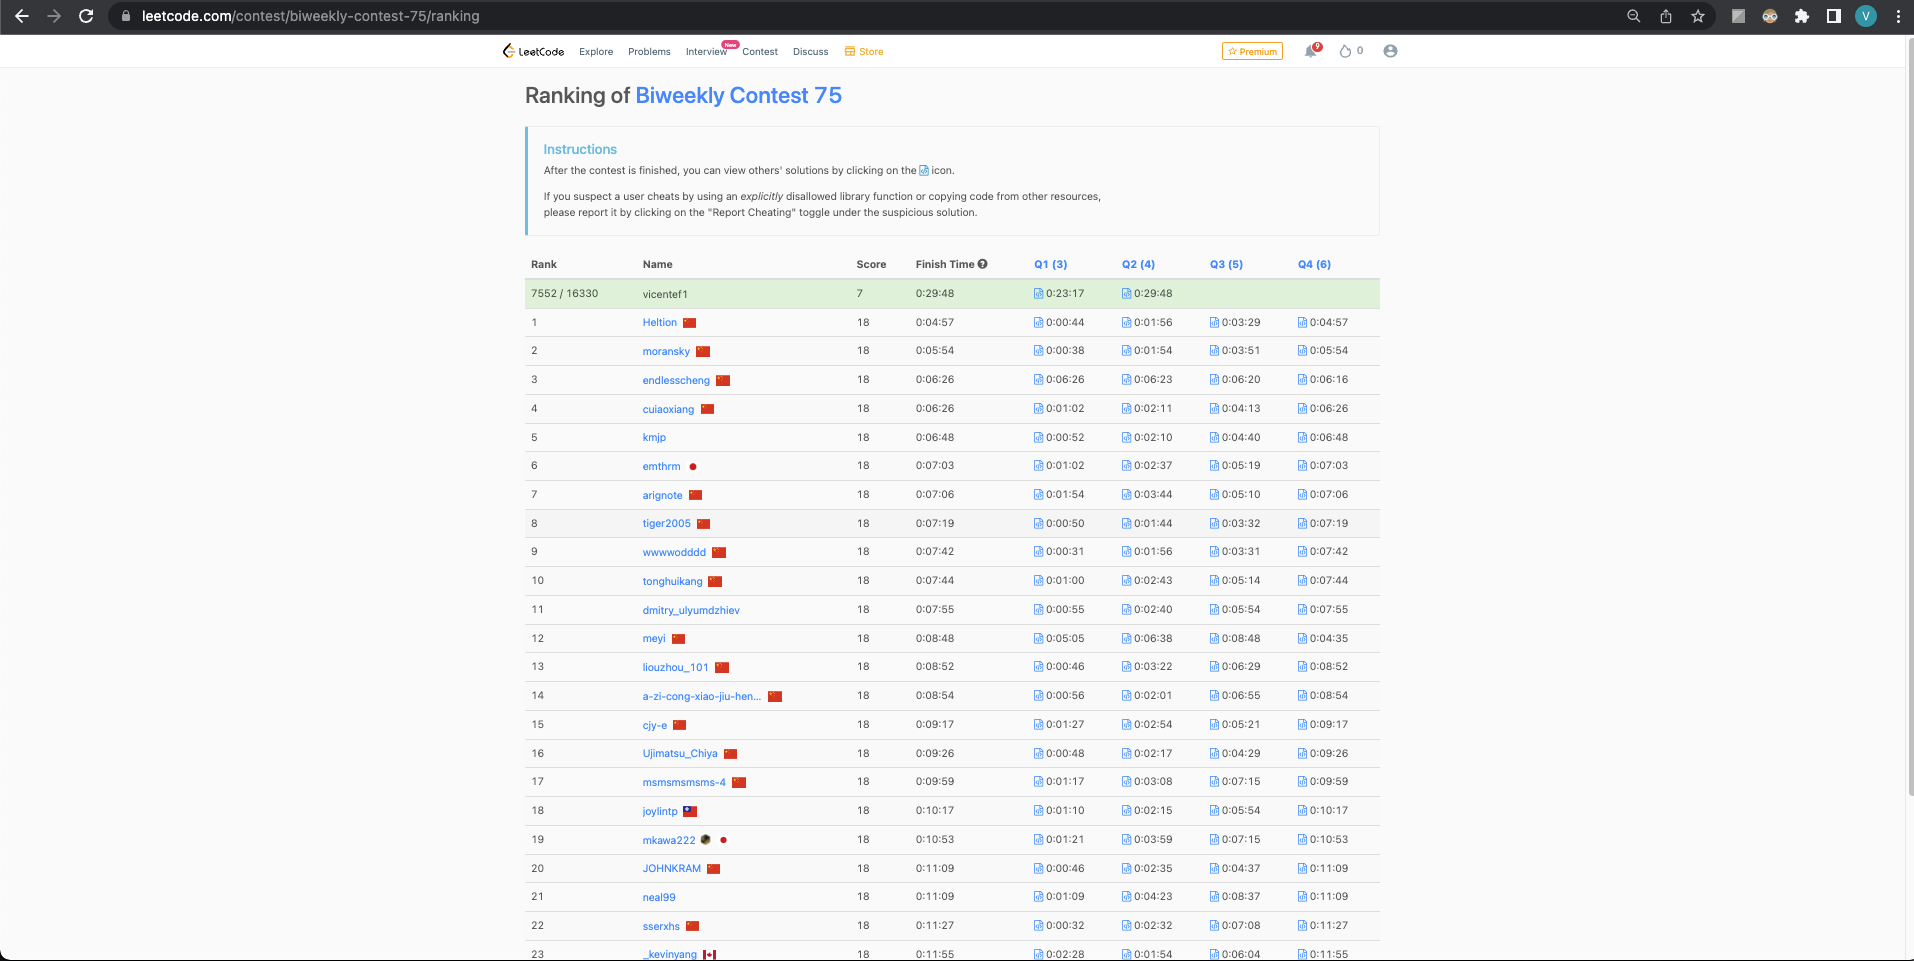 leetcode.com/contest/biweekly-contest-75/ranking V
LeetCode Explore Problems Interview New Contest Discuss Store Premium 9 0
Ranking of Biweekly Contest 75
Instructions
After the contest is finished, you can view others' solutions by clicking on the icon.
If you suspect a user cheats by using an explicitly disallowed library function or copying code from other resources,
please report it by clicking on the "Report Cheating" toggle under the suspicious solution.
Rank Name Score Finish Time Q1 (3) Q2 (4) Q3 (5) Q4 (6)
7552 / 16330 vicentef1 7 0:29:48 0:23:17 0:29:48
1 Heltion 18 0:04:57 0:00:44 0:01:56 0:03:29 0:04:57
2 moransky 18 0:05:54 0:00:38 0:01:54 0:03:51 0:05:54
3 endlesscheng 18 0:06:26 0:06:26 0:06:23 0:06:20 0:06:16
4 cuiaoxiang 18 0:06:26 0:01:02 0:02:11 0:04:13 0:06:26
5 kmjp 18 0:06:48 0:00:52 0:02:10 0:04:40 0:06:48
6 emthrm 18 0:07:03 0:01:02 0:02:37 0:05:19 0:07:03
7 arignote 18 0:07:06 0:01:54 0:03:44 0:05:10 0:07:06
8 tiger2005 18 0:07:19 0:00:50 0:01:44 0:03:32 0:07:19
9 wwwwodddd 18 0:07:42 0:00:31 0:01:56 0:03:31 0:07:42
10 tonghuikang 18 0:07:44 0:01:00 0:02:43 0:05:14 0:07:44
11 dmitry_ulyumdzhiev 18 0:07:55 0:00:55 0:02:40 0:05:54 0:07:55
12 meyi 18 0:08:48 0:05:05 0:06:38 0:08:48 0:04:35
13 liouzhou_101 18 0:08:52 0:00:46 0:03:22 0:06:29 0:08:52
14 a-zi-cong-xiao-jiu-hen... 18 0:08:54 0:00:56 0:02:01 0:06:55 0:08:54
15 cjy-e 18 0:09:17 0:01:27 0:02:54 0:05:21 0:09:17
16 Ujimatsu_Chiya 18 0:09:26 0:00:48 0:02:17 0:04:29 0:09:26
17 msmsmsmsms-4 18 0:09:59 0:01:17 0:03:08 0:07:15 0:09:59
18 joylintp 18 0:10:17 0:01:10 0:02:15 0:05:54 0:10:17
19 mkawa222 18 0:10:53 0:01:21 0:03:59 0:07:15 0:10:53
20 JOHNKRAM 18 0:11:09 0:00:46 0:02:35 0:04:37 0:11:09
21 neal99 18 0:11:09 0:01:09 0:04:23 0:08:37 0:11:09
22 sserxhs 18 0:11:27 0:00:32 0:02:32 0:07:08 0:11:27
23 _kevinyang 18 0:11:55 0:02:28 0:01:54 0:06:04 0:11:55